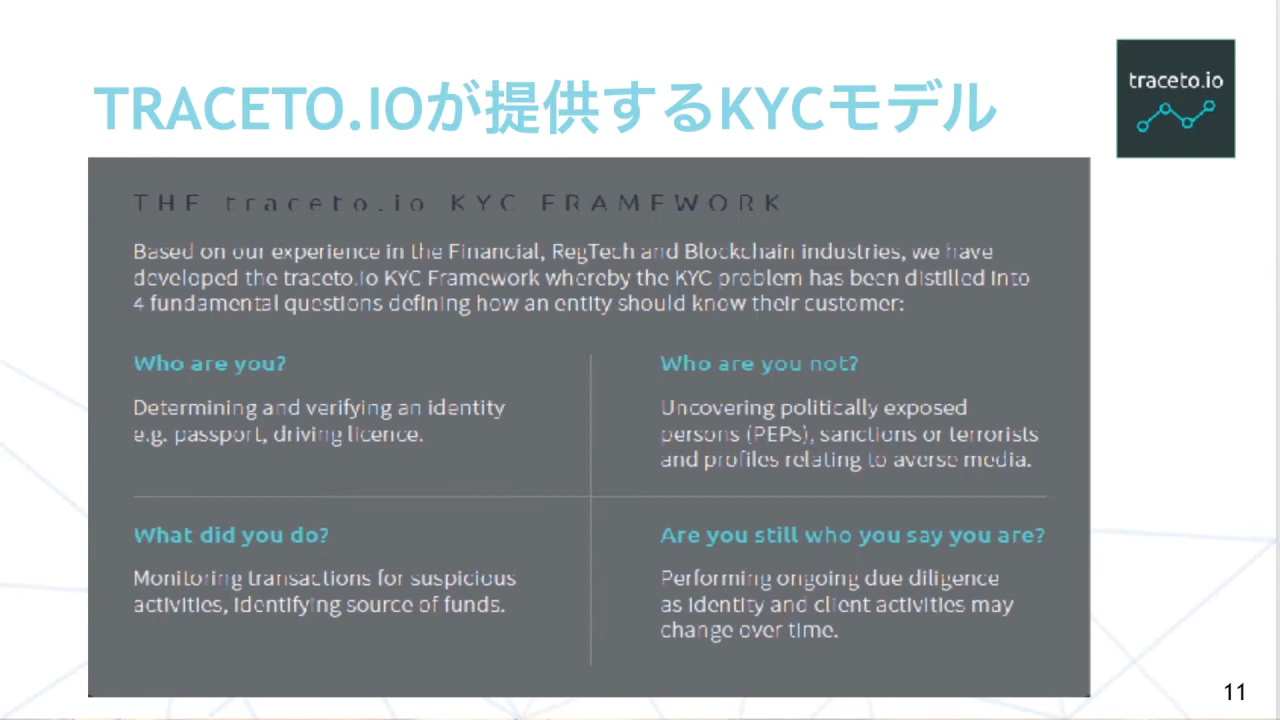 TRACETO.IOが提供するKYCモデル
traceto.io
THE traceto.io KYC FRAMEWORK
Based on our experience in the Financial, RegTech and Blockchain industries, we have
developed the traceto.io KYC Framework whereby the KYC problem has been distilled into
4 fundamental questions defining how an entity should know their customer:
Who are you?
Determining and verifying an identity
e.g. passport, driving licence.
Who are you not?
Uncovering politically exposed
persons (PEPs), sanctions or terrorists
and profiles relating to averse media.
What did you do?
Monitoring transactions for suspicious
activities, identifying source of funds.
Are you still who you say you are?
Performing ongoing due diligence
as identity and client activities may
change over time.
11